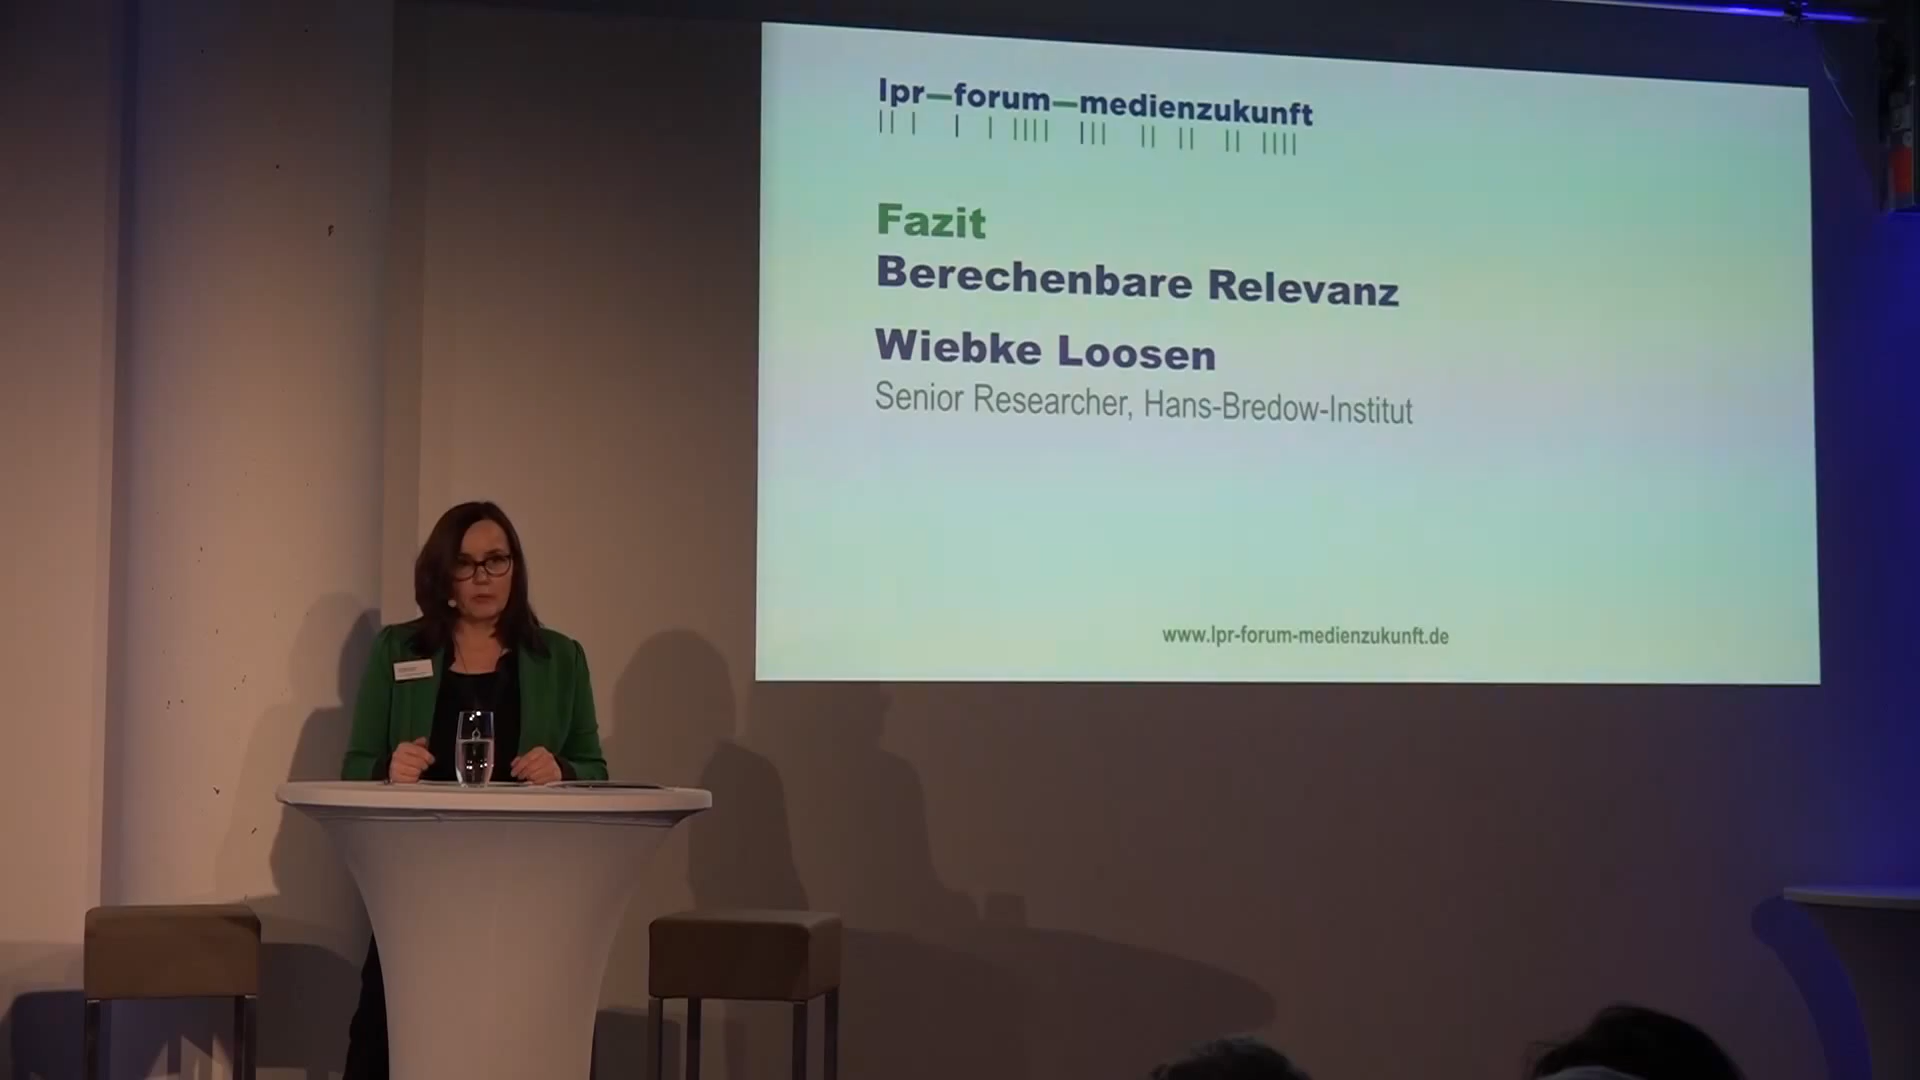 lpr—forum—medienzukunft
Fazit
Berechenbare Relevanz
Wiebke Loosen
Senior Researcher, Hans-Bredow-Institut
www.lpr-forum-medienzukunft.de